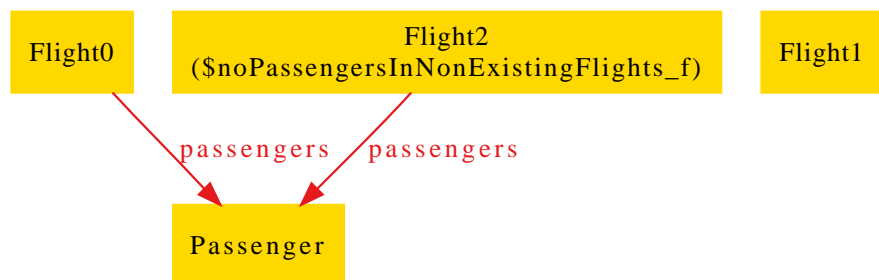 Flight0
Flight2
($noPassengersInNonExistingFlights_f)
Flight1
passengers
passengers
Passenger